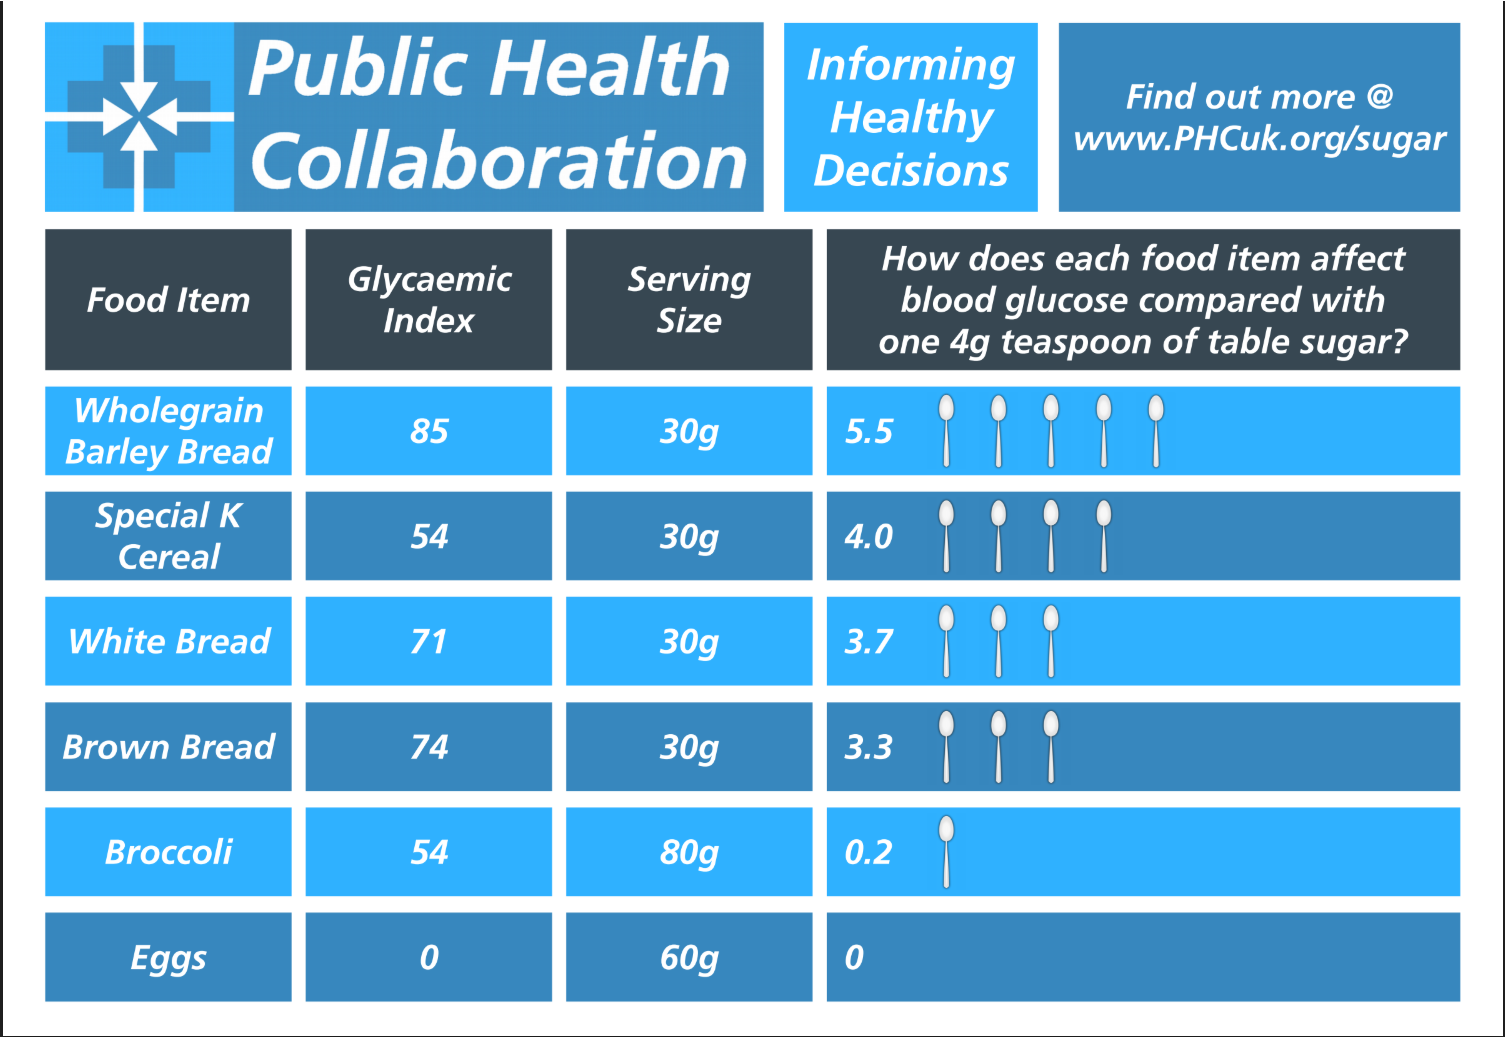 Public Health
Collaboration
Informing
Healthy
Decisions
Find out more @
www.PHCuk.org/sugar
Food Item
Glycaemic
Index
Serving
Size
How does each food item affect
blood glucose compared with
one 4g teaspoon of table sugar?
Wholegrain
Barley Bread
85
30g
5.5
Special K
Cereal
54
30g
4.0
White Bread
71
30g
3.7
Brown Bread
74
30g
3.3
Broccoli
54
80g
0.2
Eggs
0
60g
0